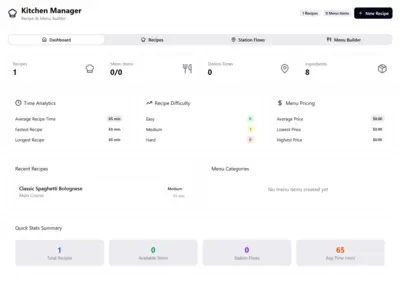 Kitchen Manager
Recipe & Menu Builder
1 Recipes
0 Menu Items
+ New Recipe
Dashboard
Recipes
Station Flows
Menu Builder
Recipes
1
Menu Items
0/0
Station Flows
0
Ingredients
8
Time Analytics
Average Recipe Time 65 min
Fastest Recipe 65 min
Longest Recipe 65 min
Recipe Difficulty
Easy 0
Medium 1
Hard 0
Menu Pricing
Average Price $0.00
Lowest Price $0.00
Highest Price $0.00
Recent Recipes
Classic Spaghetti Bolognese
Main Course
Medium
65 min
Menu Categories
No menu items created yet
Quick Stats Summary
1
Total Recipes
0
Available Items
0
Station Flows
65
Avg Time (min)